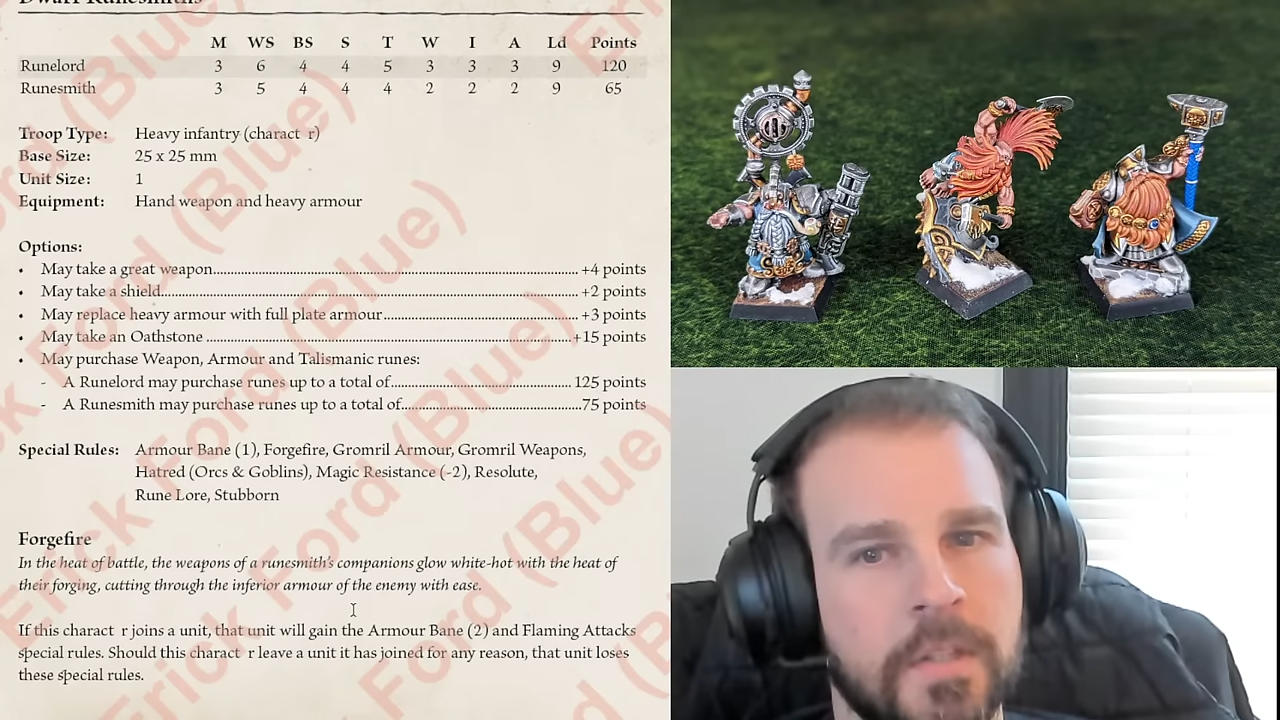 Dwarf Runesmiths
M WS BS S T W I A Ld Points
Runelord 3 6 4 4 5 3 3 3 9 120
Runesmith 3 5 4 4 4 2 2 2 9 65
Troop Type: Heavy infantry (charact r)
Base Size: 25 x 25 mm
Unit Size: 1
Equipment: Hand weapon and heavy armour
Options:
• May take a great weapon........ +4 points
• May take a shield........ +2 points
• May replace heavy armour with full plate armour........ +3 points
• May take an Oathstone ........ +15 points
• May purchase Weapon, Armour and Talismanic runes:
- A Runelord may purchase runes up to a total of........ 125 points
- A Runesmith may purchase runes up to a total of........ 75 points
Special Rules: Armour Bane (1), Forgefire, Gromril Armour, Gromril Weapons,
Hatred (Orcs & Goblins), Magic Resistance (-2), Resolute,
Rune Lore, Stubborn
Forgefire
In the heat of battle, the weapons of a runesmith's companions glow white-hot with the heat of
their forging, cutting through the inferior armour of the enemy with ease.
If this charact r joins a unit, that unit will gain the Armour Bane (2) and Flaming Attacks
special rules. Should this charact r leave a unit it has joined for any reason, that unit loses
these special rules.
Erick Ford (Blue)